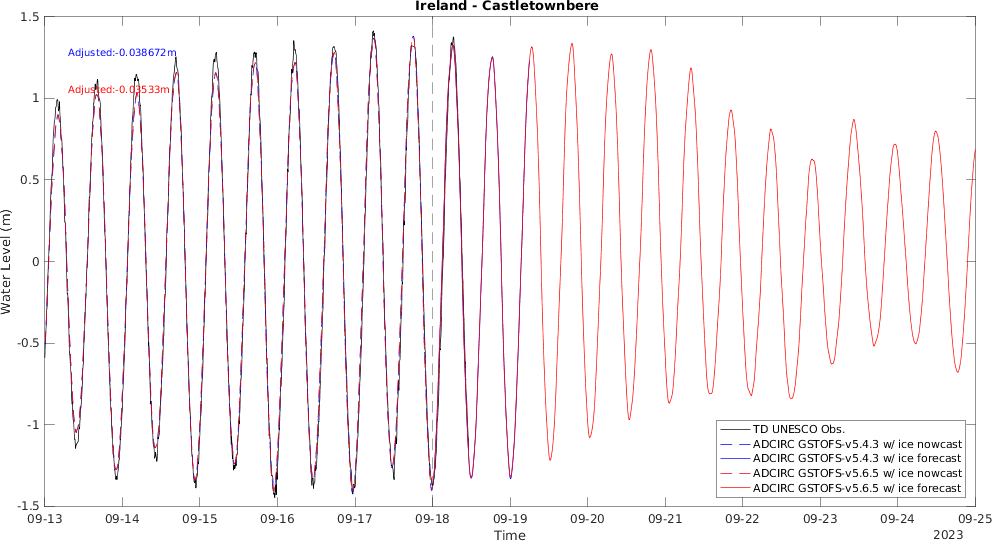 Ireland - Castletownbere
1.5
1
0.5
0
-0.5
-1
-1.5
Water Level (m)
Adjusted:-0.038672m
Adjusted:-0.03533m
TD UNESCO Obs.
ADCIRC GSTOFS-v5.4.3 w/ ice nowcast
ADCIRC GSTOFS-v5.4.3 w/ ice forecast
ADCIRC GSTOFS-v5.6.5 w/ ice nowcast
ADCIRC GSTOFS-v5.6.5 w/ ice forecast
09-13 09-14 09-15 09-16 09-17 09-18 09-19 09-20 09-21 09-22 09-23 09-24 09-25
Time
2023